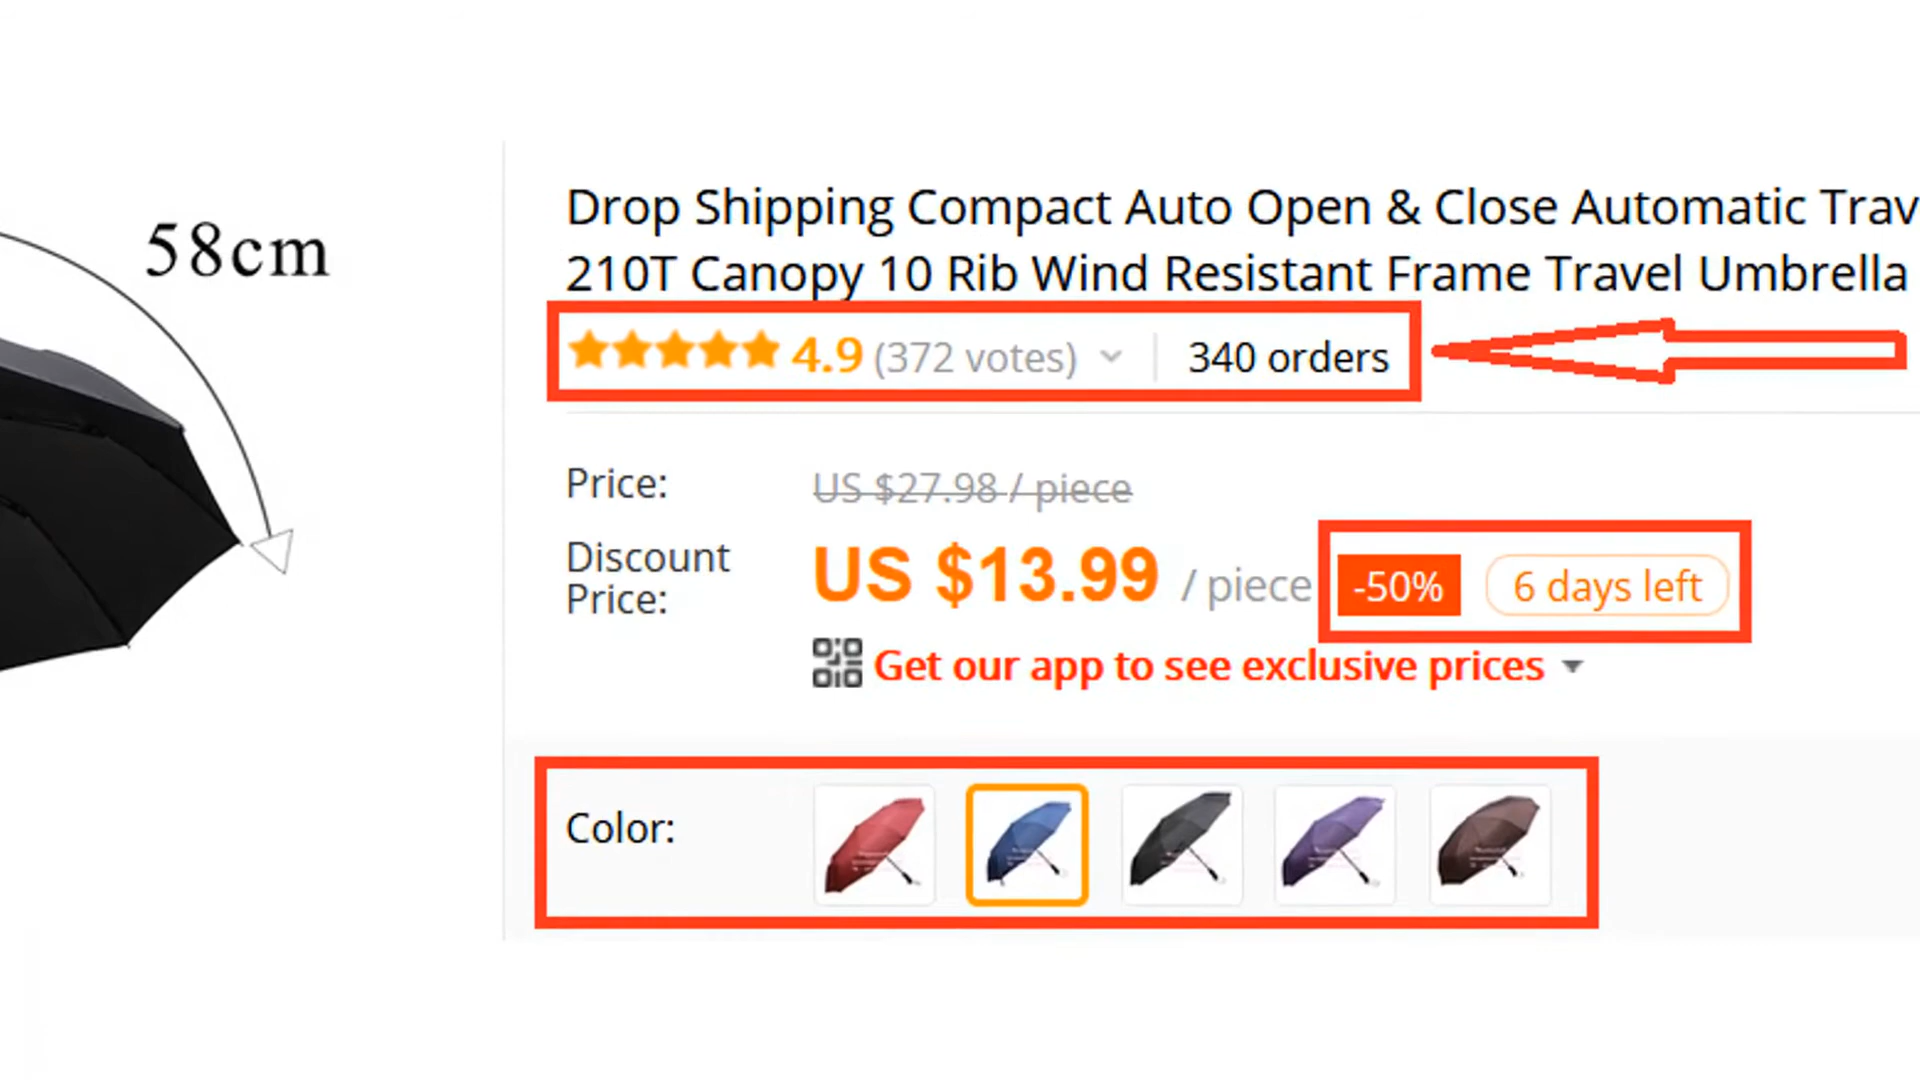 58cm
Drop Shipping Compact Auto Open & Close Automatic Trav
210T Canopy 10 Rib Wind Resistant Frame Travel Umbrella
4.9 (372 votes) 340 orders
Price: US $27.98 / piece
Discount Price: US $13.99 / piece -50% 6 days left
Get our app to see exclusive prices
Color: